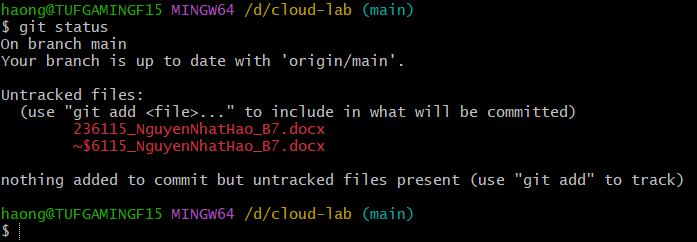 haong@TUFGAMINGF15 MINGW64 /d/cloud-lab (main)
$ git status
On branch main
Your branch is up to date with 'origin/main'.

Untracked files:
  (use "git add <file>..." to include in what will be committed)
        236115_NguyenNhatHao_B7.docx
        ~$6115_NguyenNhatHao_B7.docx

nothing added to commit but untracked files present (use "git add" to track)

haong@TUFGAMINGF15 MINGW64 /d/cloud-lab (main)
$